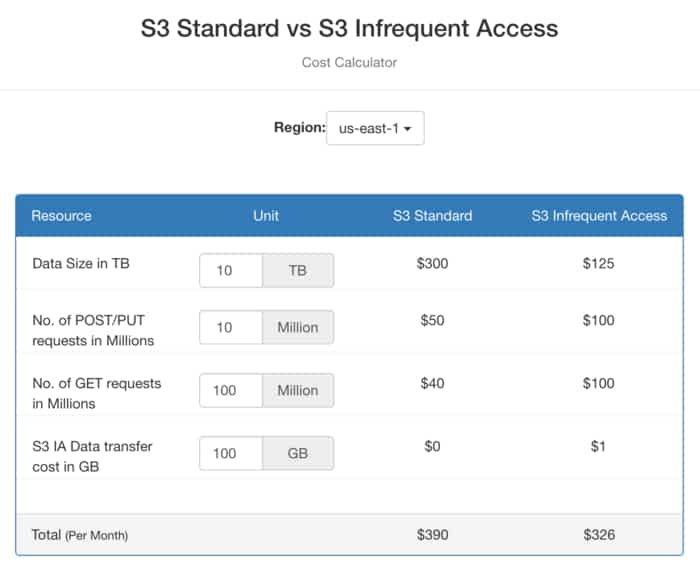 S3 Standard vs S3 Infrequent Access
Cost Calculator
Region: us-east-1
Resource Unit S3 Standard S3 Infrequent Access
Data Size in TB 10 TB $300 $125
No. of POST/PUT
requests in Millions 10 Million $50 $100
No. of GET requests
in Millions 100 Million $40 $100
S3 IA Data transfer
cost in GB 100 GB $0 $1
Total (Per Month) $390 $326